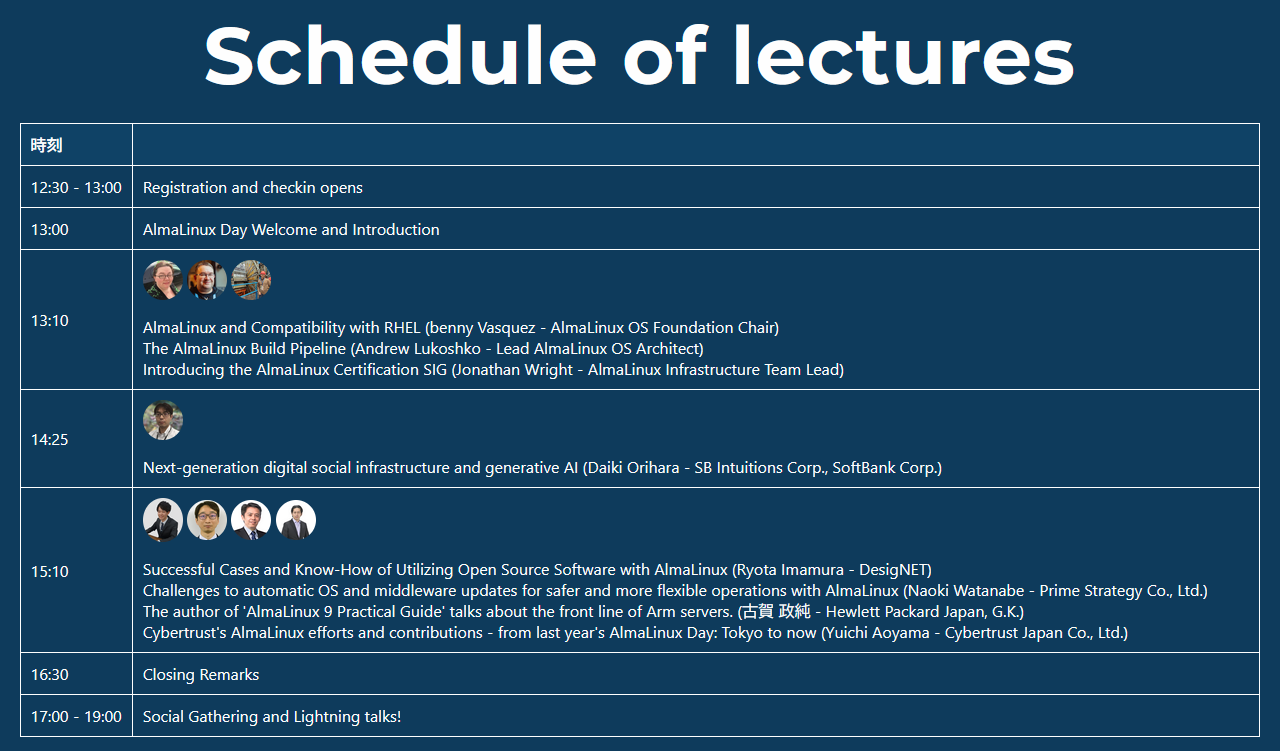 Schedule of lectures
時刻
12:30 - 13:00 Registration and checkin opens
13:00 AlmaLinux Day Welcome and Introduction
13:10
AlmaLinux and Compatibility with RHEL (benny Vasquez - AlmaLinux OS Foundation Chair)
The AlmaLinux Build Pipeline (Andrew Lukoshko - Lead AlmaLinux OS Architect)
Introducing the AlmaLinux Certification SIG (Jonathan Wright - AlmaLinux Infrastructure Team Lead)
14:25
Next-generation digital social infrastructure and generative AI (Daiki Orihara - SB Intuitions Corp., SoftBank Corp.)
15:10
Successful Cases and Know-How of Utilizing Open Source Software with AlmaLinux (Ryota Imamura - DesigNET)
Challenges to automatic OS and middleware updates for safer and more flexible operations with AlmaLinux (Naoki Watanabe - Prime Strategy Co., Ltd.)
The author of 'AlmaLinux 9 Practical Guide' talks about the front line of Arm servers. (古賀 政純 - Hewlett Packard Japan, G.K.)
Cybertrust's AlmaLinux efforts and contributions - from last year's AlmaLinux Day: Tokyo to now (Yuichi Aoyama - Cybertrust Japan Co., Ltd.)
16:30 Closing Remarks
17:00 - 19:00 Social Gathering and Lightning talks!